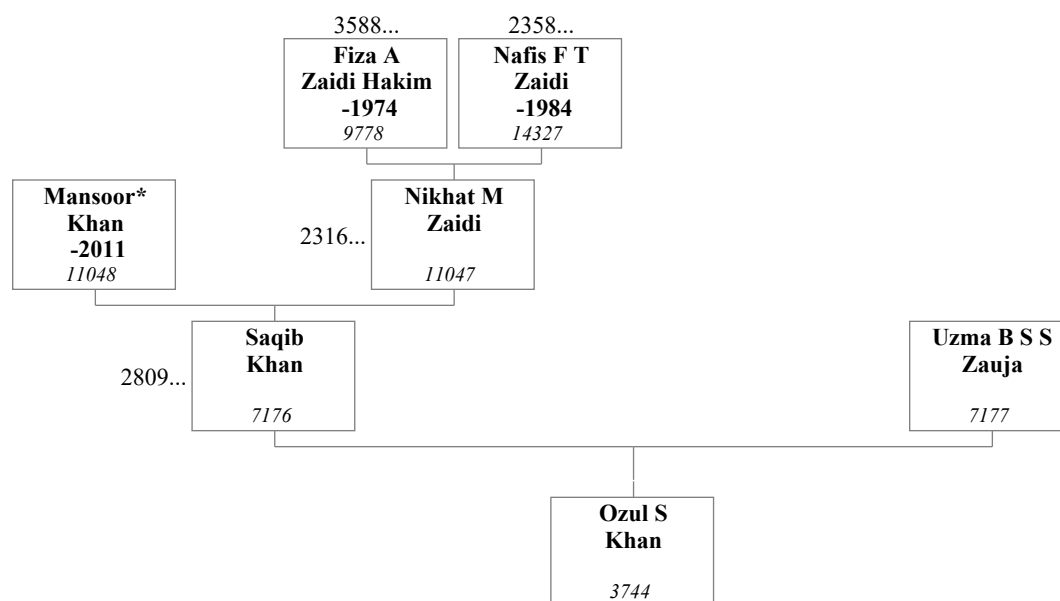 3588...
Fiza A
Zaidi Hakim
-1974
9778
2358...
Nafis F T
Zaidi
-1984
14327
Mansoor*
Khan
-2011
11048
2316...
Nikhat M
Zaidi
11047
2809...
Saqib
Khan
7176
Uzma B S S
Zauja
7177
Ozul S
Khan
3744